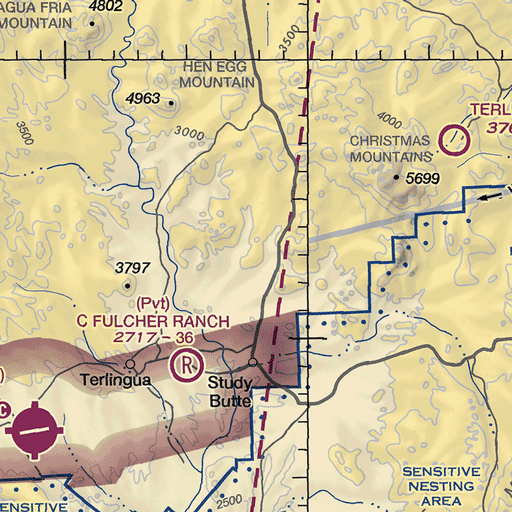 AGUA FRIA
MOUNTAIN
4802
3500
HEN EGG
MOUNTAIN
4963
3000
3500
4000
TERL
376
CHRISTMAS
MOUNTAINS
5699
3797
(Pvt)
C FULCHER RANCH
2717 - 36
R
Terlingua
Study
Butte
)
C
SENSITIVE
NESTING
AREA
2500
SENSITIVE